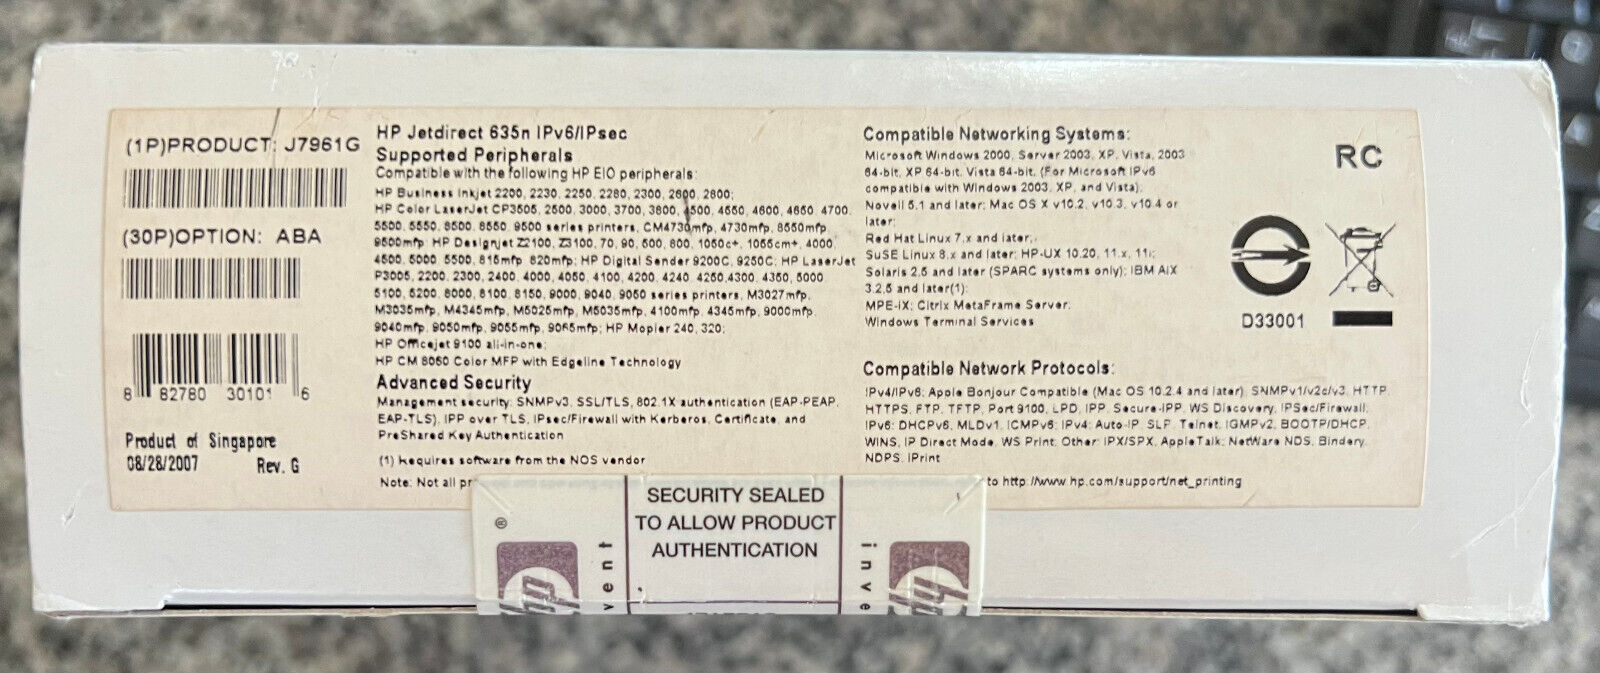 (1P)PRODUCT: J7961G
(30P)OPTION: ABA
8 82780 30101 6
Product of Singapore
08/28/2007 Rev. G
HP Jetdirect 635n IPv6/IPsec
Supported Peripherals
Compatible with the following HP EIO peripherals:
HP Business Inkjet 2200, 2230, 2250, 2280, 2300, 2600, 2800;
HP Color LaserJet CP3505, 2500, 3000, 3700, 3800, 4500, 4550, 4600, 4650, 4700,
5500, 5550, 8500, 8550, 9500 series printers, CM4730mfp, 4730mfp, 8550mfp
9500mfp; HP Designjet Z2100, Z3100, 70, 90, 500, 800, 1050c+, 1055cm+, 4000,
4500, 5000, 5500, 815mfp, 820mfp; HP Digital Sender 9200C, 9250C; HP LaserJet
P3005, 2200, 2300, 2400, 4000, 4050, 4100, 4200, 4240, 4250,4300, 4350, 5000
5100, 5200, 8000, 8100, 8150, 9000, 9040, 9050 series printers, M3027mfp,
M3035mfp, M4345mfp, M5025mfp, M5035mfp, 4100mfp, 4345mfp, 9000mfp,
9040mfp, 9050mfp, 9055mfp, 9065mfp; HP Mopier 240, 320;
HP Officejet 9100 all-in-one;
HP CM 8060 Color MFP with Edgeline Technology
Advanced Security
Management security: SNMPv3, SSL/TLS, 802.1X authentication (EAP-PEAP,
EAP-TLS), IPP over TLS, IPsec/Firewall with Kerberos, Certificate, and
PreShared Key Authentication
(1) Requires software from the NOS vendor
Note: Not all pr
to http://www.hp.com/support/net_printing
Compatible Networking Systems:
Microsoft Windows 2000, Server 2003, XP, Vista, 2003
64-bit, XP 64-bit, Vista 64-bit, (For Microsoft IPv6
compatible with Windows 2003, XP, and Vista),
Novell 5.1 and later; Mac OS X v10.2, v10.3, v10.4 or
later;
Red Hat Linux 7.x and later;
SuSE Linux 8.x and later; HP-UX 10.20, 11.x, 11i;
Solaris 2.5 and later (SPARC systems only); IBM AIX
3.2.5 and later(1);
MPE-iX; Citrix MetaFrame Server;
Windows Terminal Services
Compatible Network Protocols:
IPv4/IPv6: Apple Bonjour Compatible (Mac OS 10.2.4 and later), SNMPv1/v2c/v3, HTTP,
HTTPS, FTP, TFTP, Port 9100, LPD, IPP, Secure-IPP, WS Discovery, IPSec/Firewall;
IPv6: DHCPv6, MLDv1, ICMPv6; IPv4: Auto-IP, SLP, Telnet, IGMPv2, BOOTP/DHCP,
WINS, IP Direct Mode, WS Print; Other: IPX/SPX, AppleTalk, NetWare NDS, Bindery,
NDPS, iPrint
RC
D33001
SECURITY SEALED
TO ALLOW PRODUCT
AUTHENTICATION
®
hp
vent
hp
inve